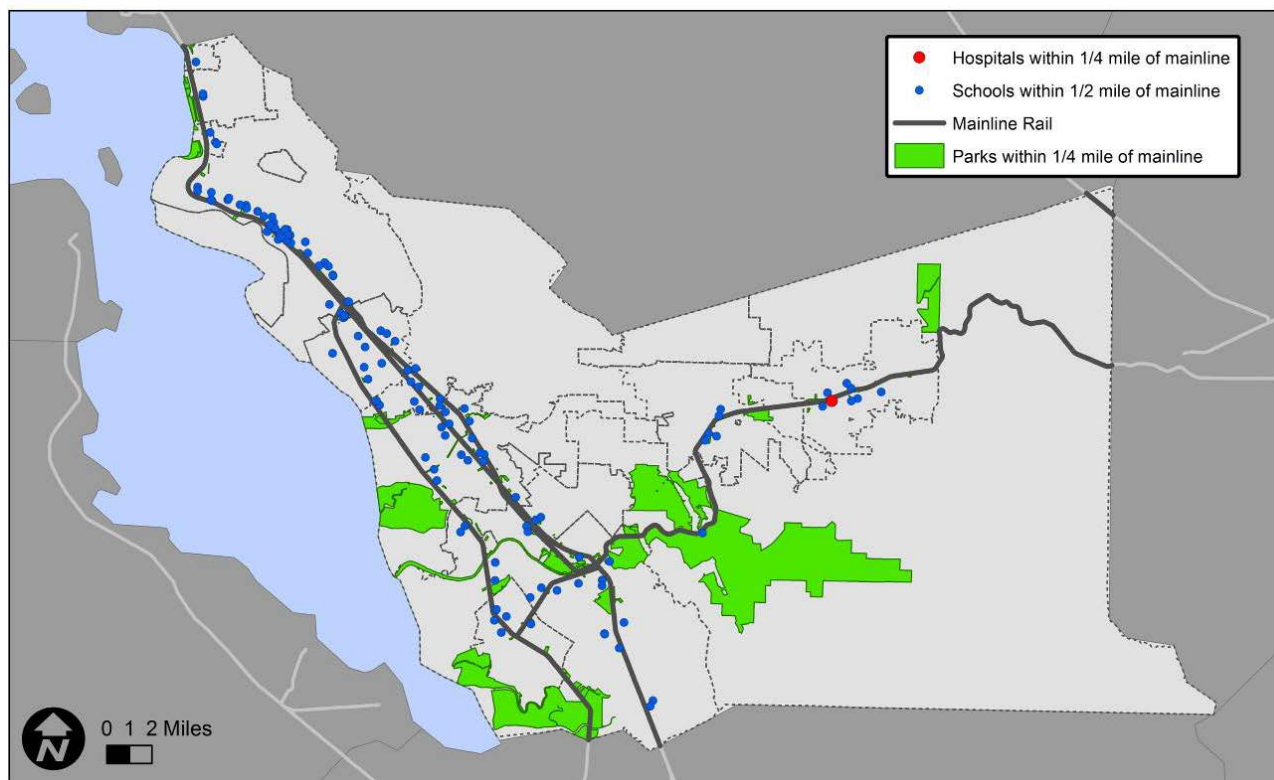 Hospitals within 1/4 mile of mainline
Schools within 1/2 mile of mainline
Mainline Rail
Parks within 1/4 mile of mainline
N
0 1 2 Miles